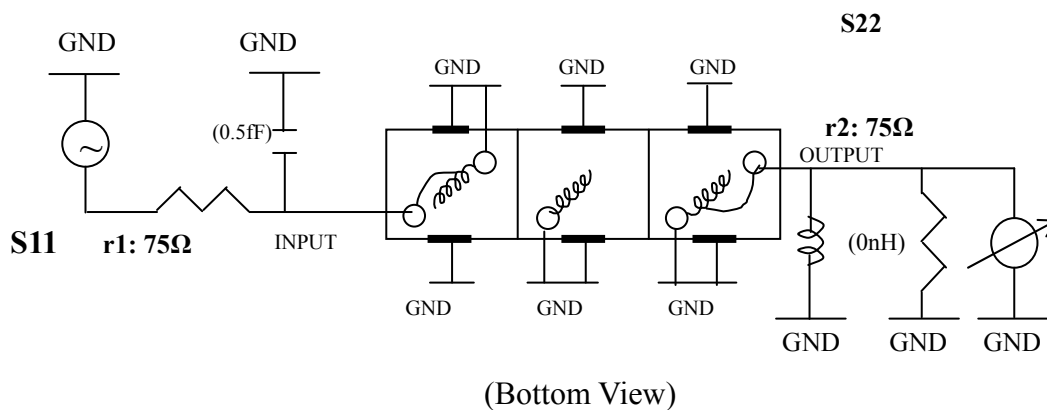 S22
GND
GND
GND
GND
GND
(0.5fF)
r2: 75Ω
OUTPUT
S11
r1: 75Ω
INPUT
(0nH)
GND
GND
GND
GND
GND
GND
(Bottom View)